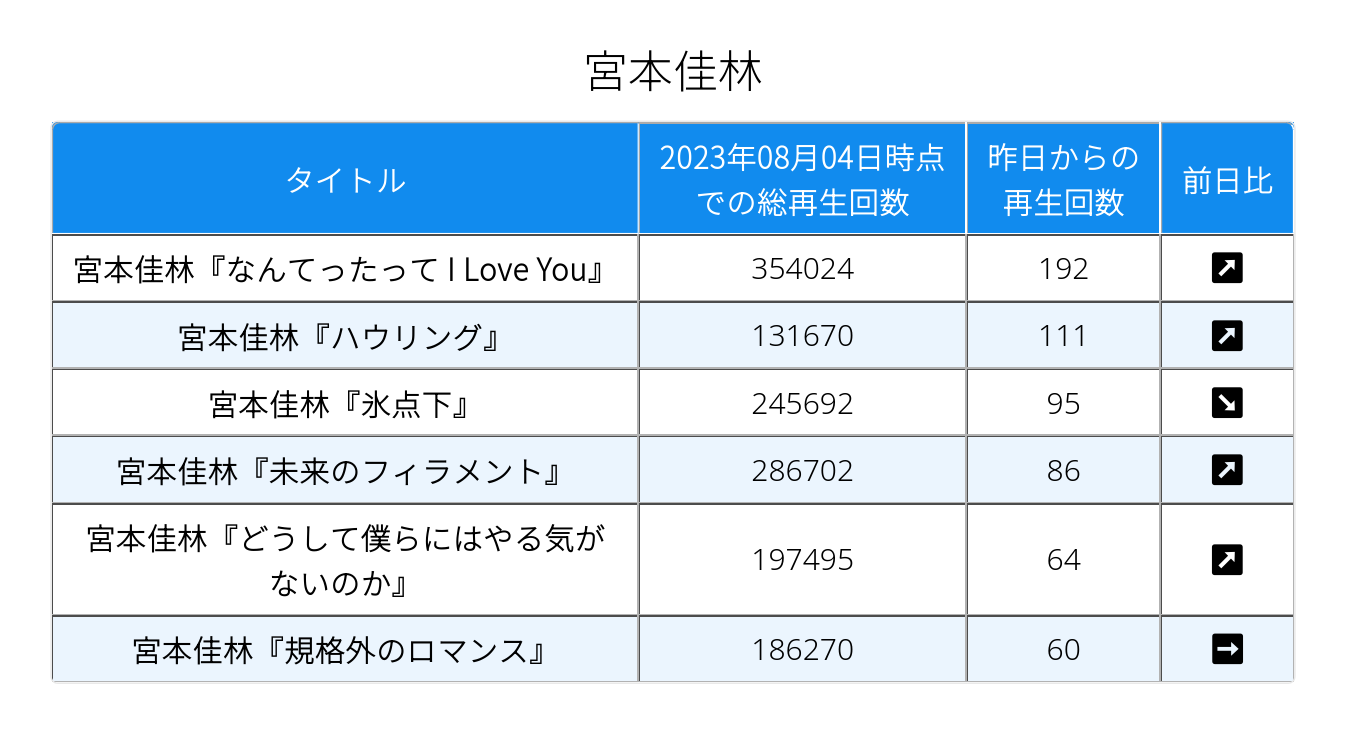 宮本佳林
タイトル
2023年08月04日時点
での総再生回数
昨日からの
再生回数
前日比
宮本佳林『なんてったって I Love You』
354024
192
宮本佳林『ハウリング』
131670
111
宮本佳林『氷点下』
245692
95
宮本佳林『未来のフィラメント』
286702
86
宮本佳林『どうして僕らにはやる気が
ないのか』
197495
64
宮本佳林『規格外のロマンス』
186270
60